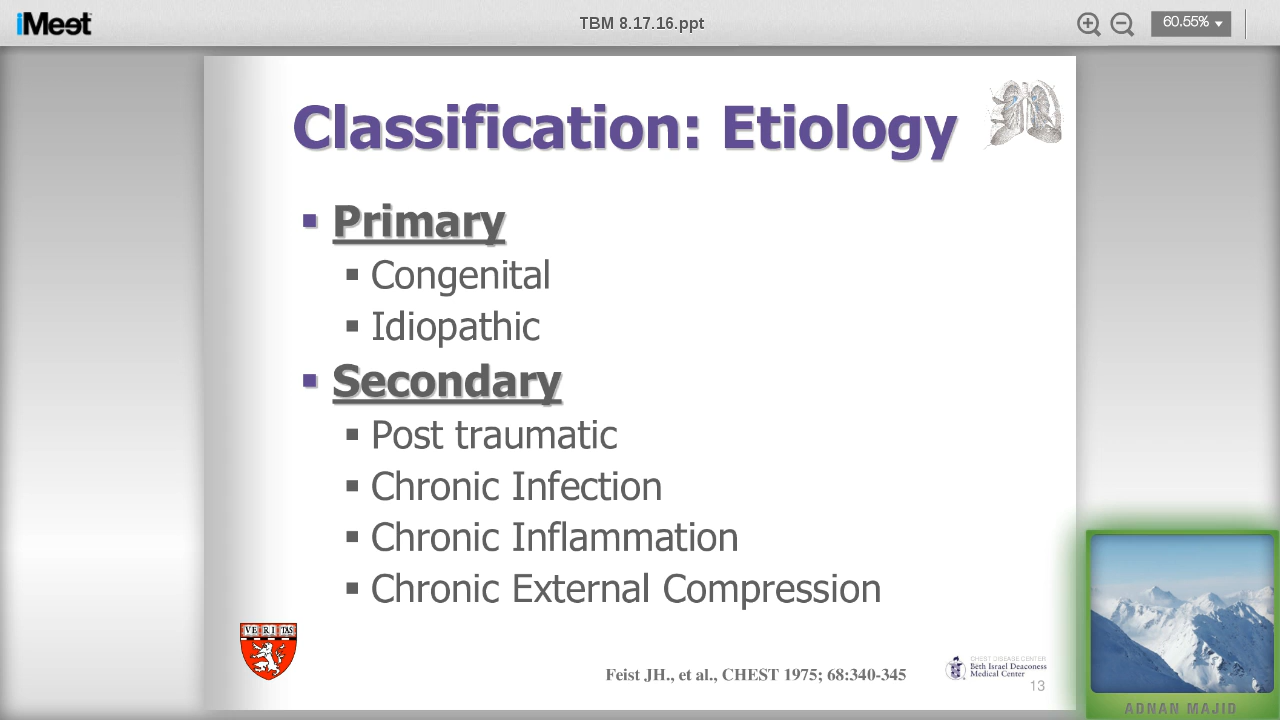 iMeet
TBM 8.17.16.ppt
60.55%
Classification: Etiology
Primary
Congenital
Idiopathic
Secondary
Post traumatic
Chronic Infection
Chronic Inflammation
Chronic External Compression
VE RI TAS
Feist JH., et al., CHEST 1975; 68:340-345
CHEST DISEASE CENTER
Beth Israel Deaconess
Medical Center
13
ADNAN MAJID